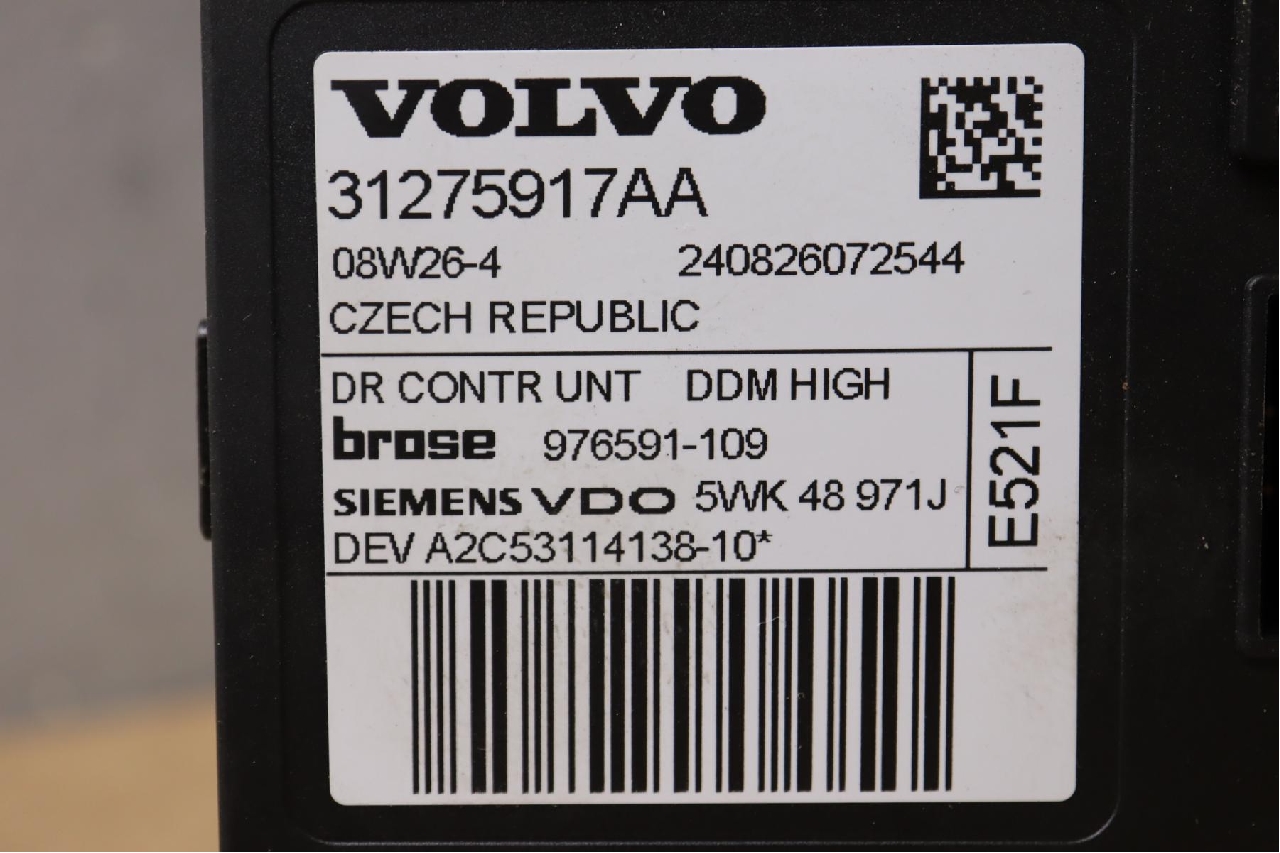 VOLVO
31275917AA
08W26-4 240826072544
CZECH REPUBLIC
DR CONTR UNT DDM HIGH
brose 976591-109
SIEMENS VDO 5WK 48 971J
DEV A2C53114138-10*
E521F